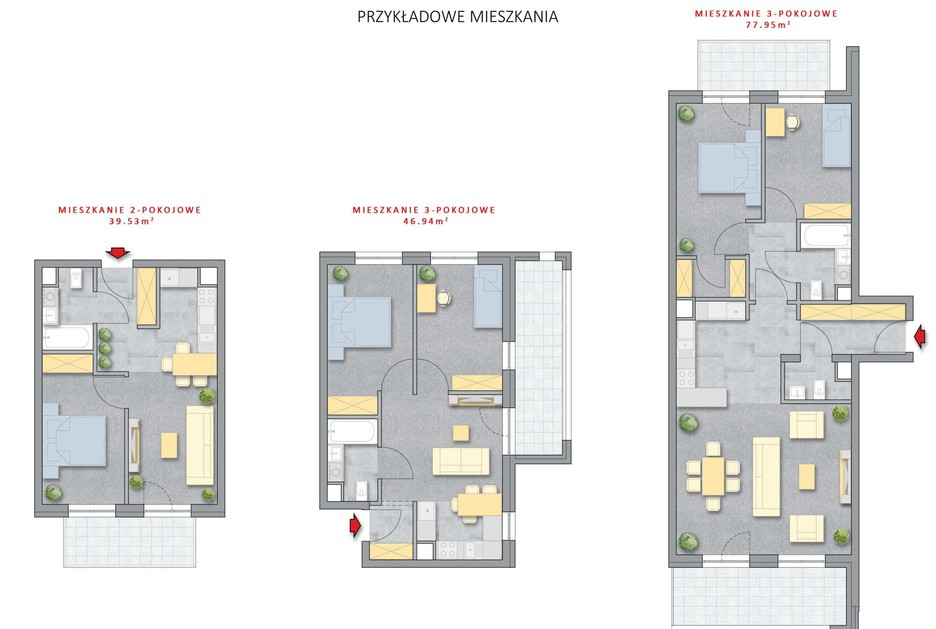 PRZYKŁADOWE MIESZKANIA
MIESZKANIE 3-POKOJOWE
77.95m²
MIESZKANIE 2-POKOJOWE
39.53m²
MIESZKANIE 3-POKOJOWE
46.94m²